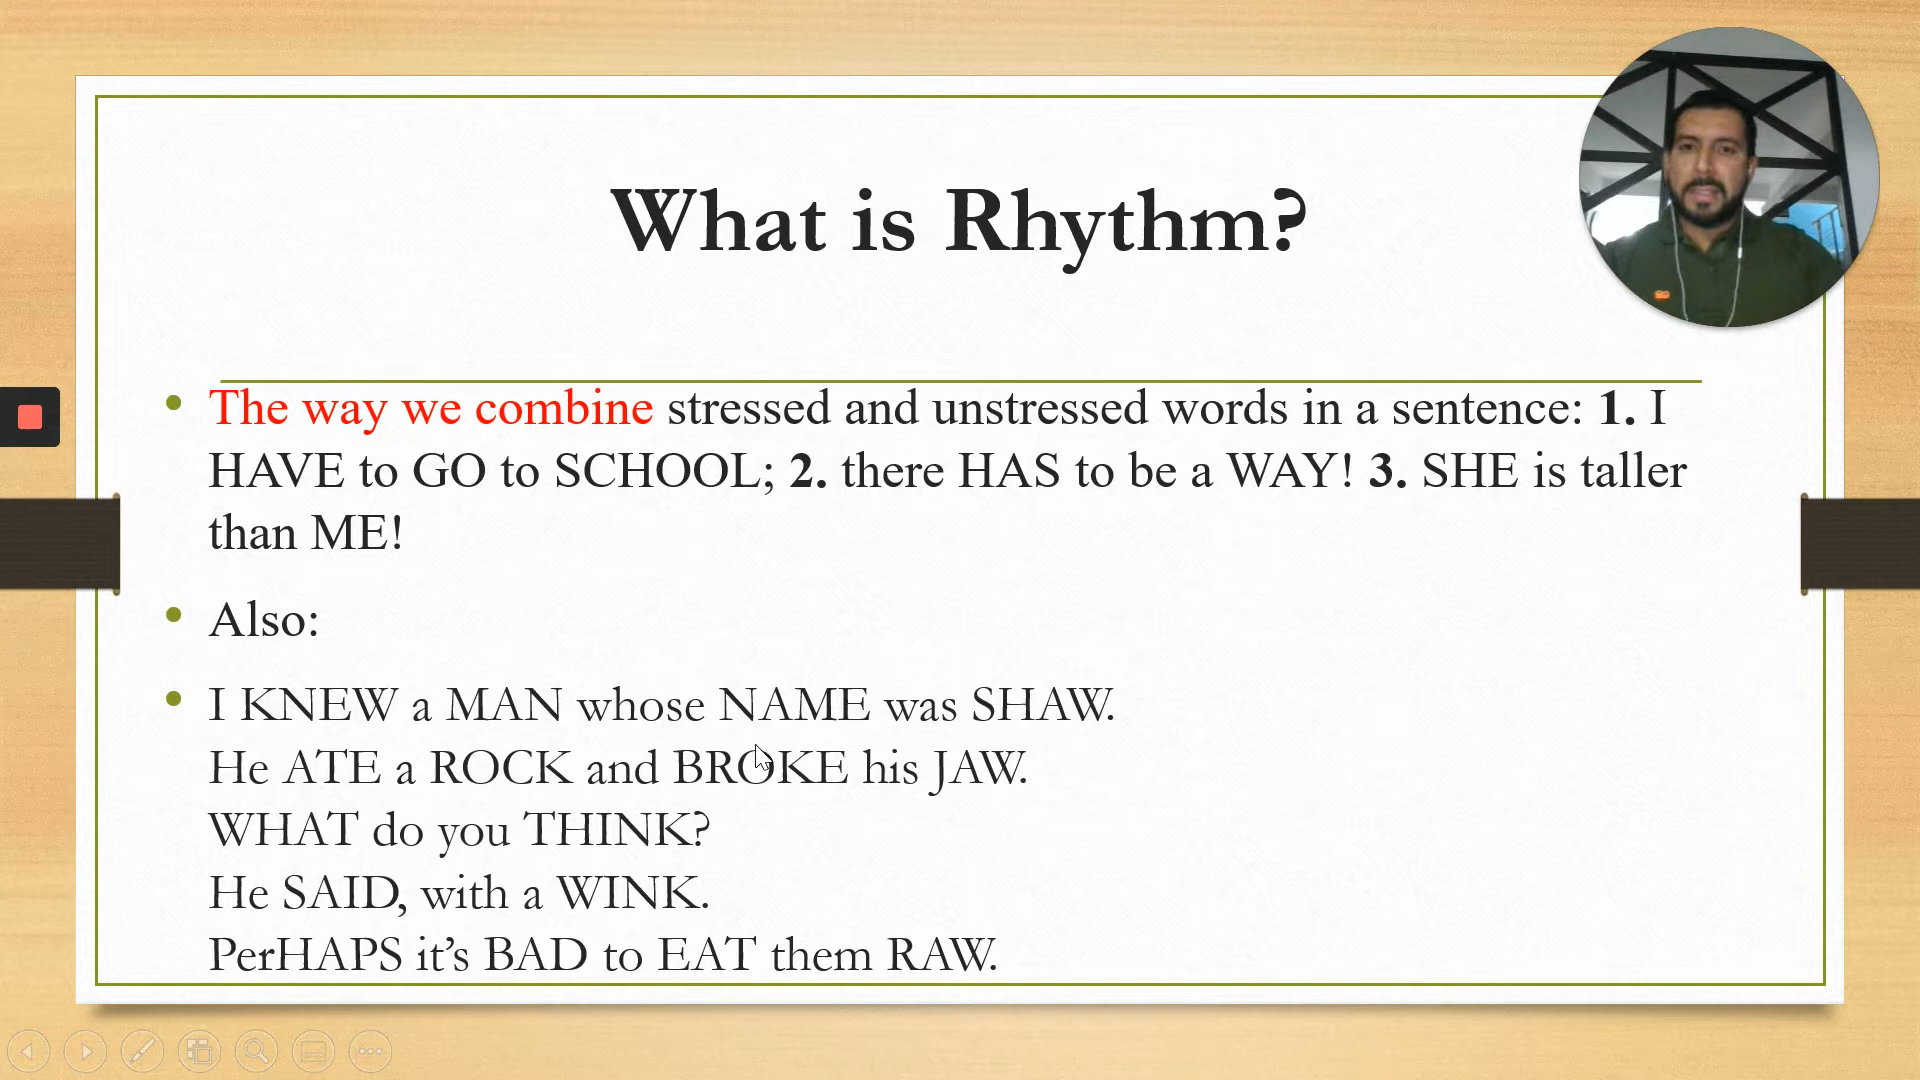 What is Rhythm?
The way we combine stressed and unstressed words in a sentence: 1. I
HAVE to GO to SCHOOL; 2. there HAS to be a WAY! 3. SHE is taller
than ME!
Also:
I KNEW a MAN whose NAME was SHAW.
He ATE a ROCK and BROKE his JAW.
WHAT do you THINK?
He SAID, with a WINK.
PerHAPS it’s BAD to EAT them RAW.